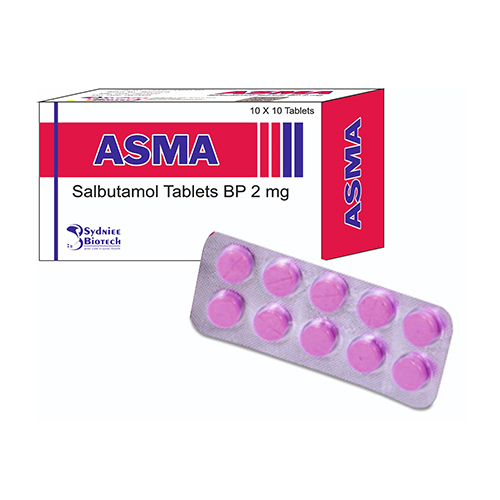 10 X 10 Tablets
ASMA
Salbutamol Tablets BP 2 mg
Sydniee
Biotech
ASMA